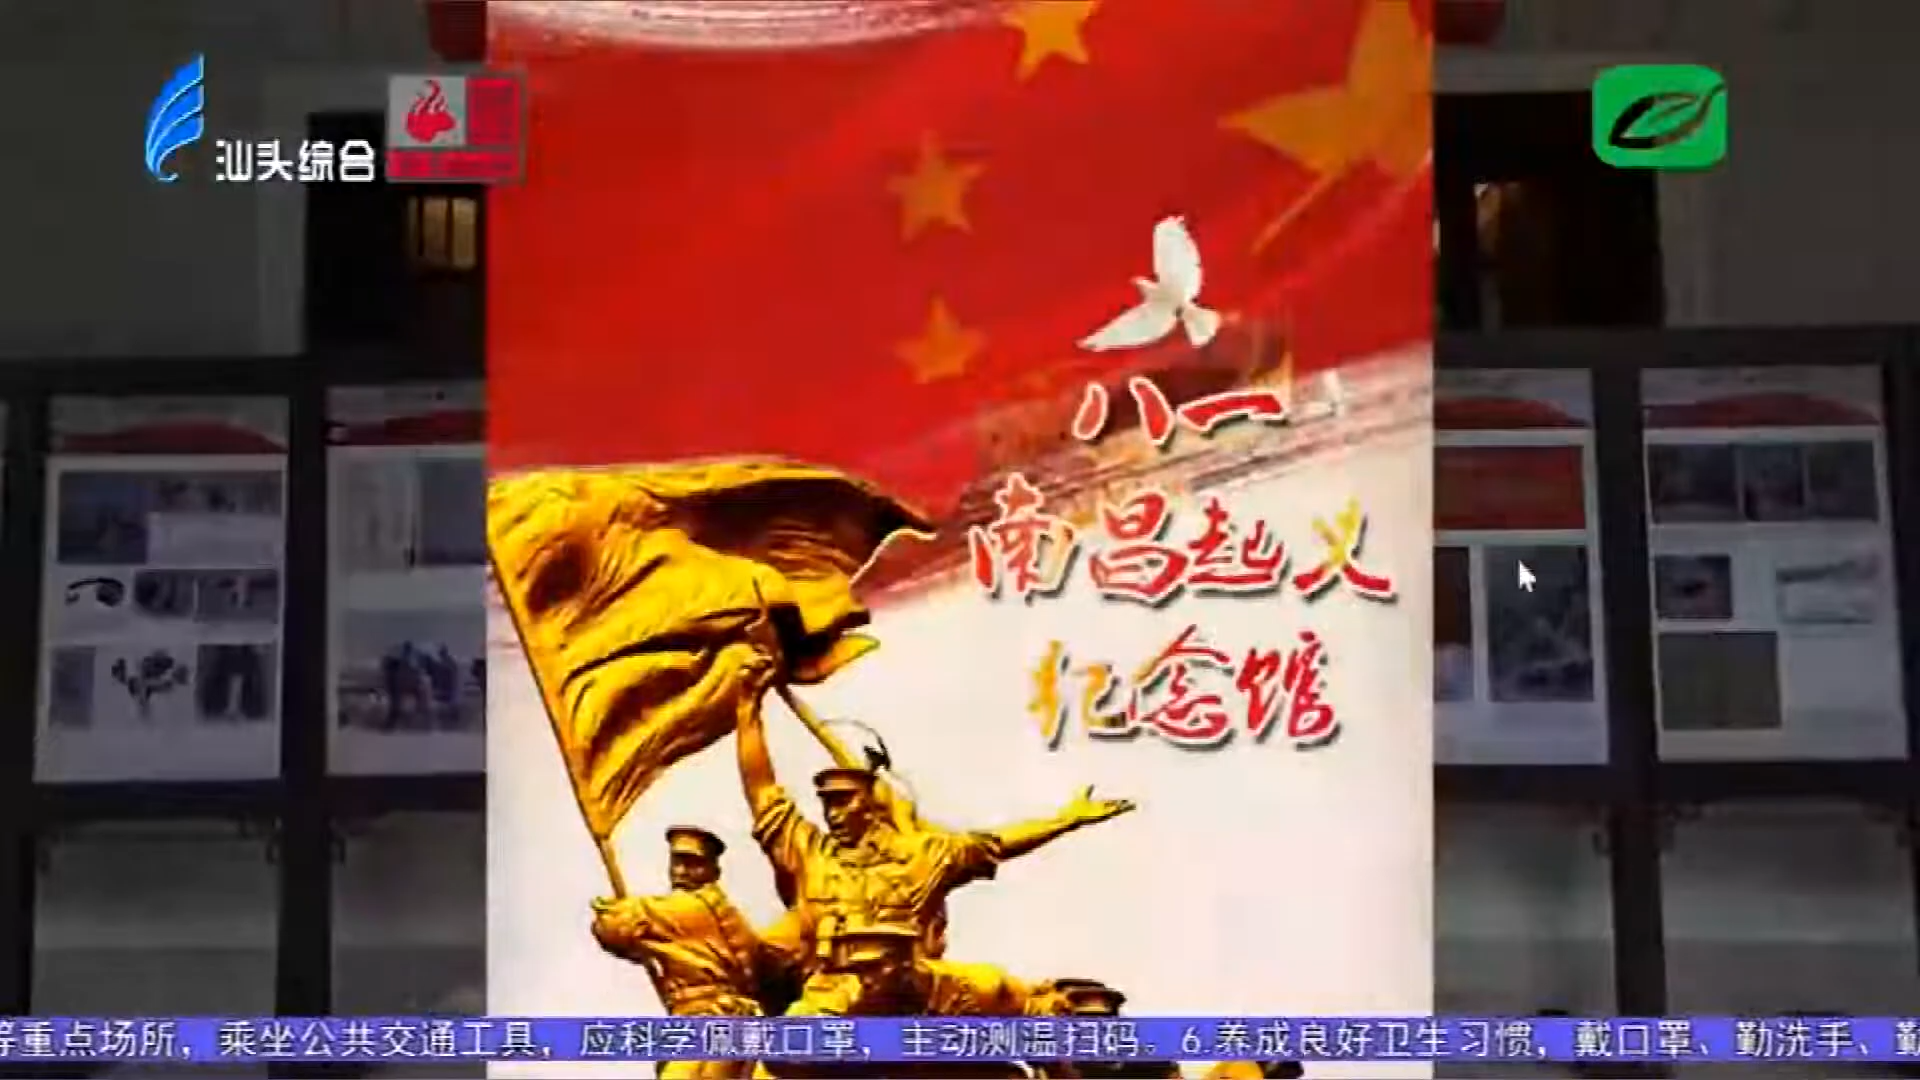 汕头综合
八一
南昌起义
纪念馆
等重点场所，乘坐公共交通工具，应科学佩戴口罩，主动测温扫码。6.养成良好卫生习惯，戴口罩、勤洗手、勤